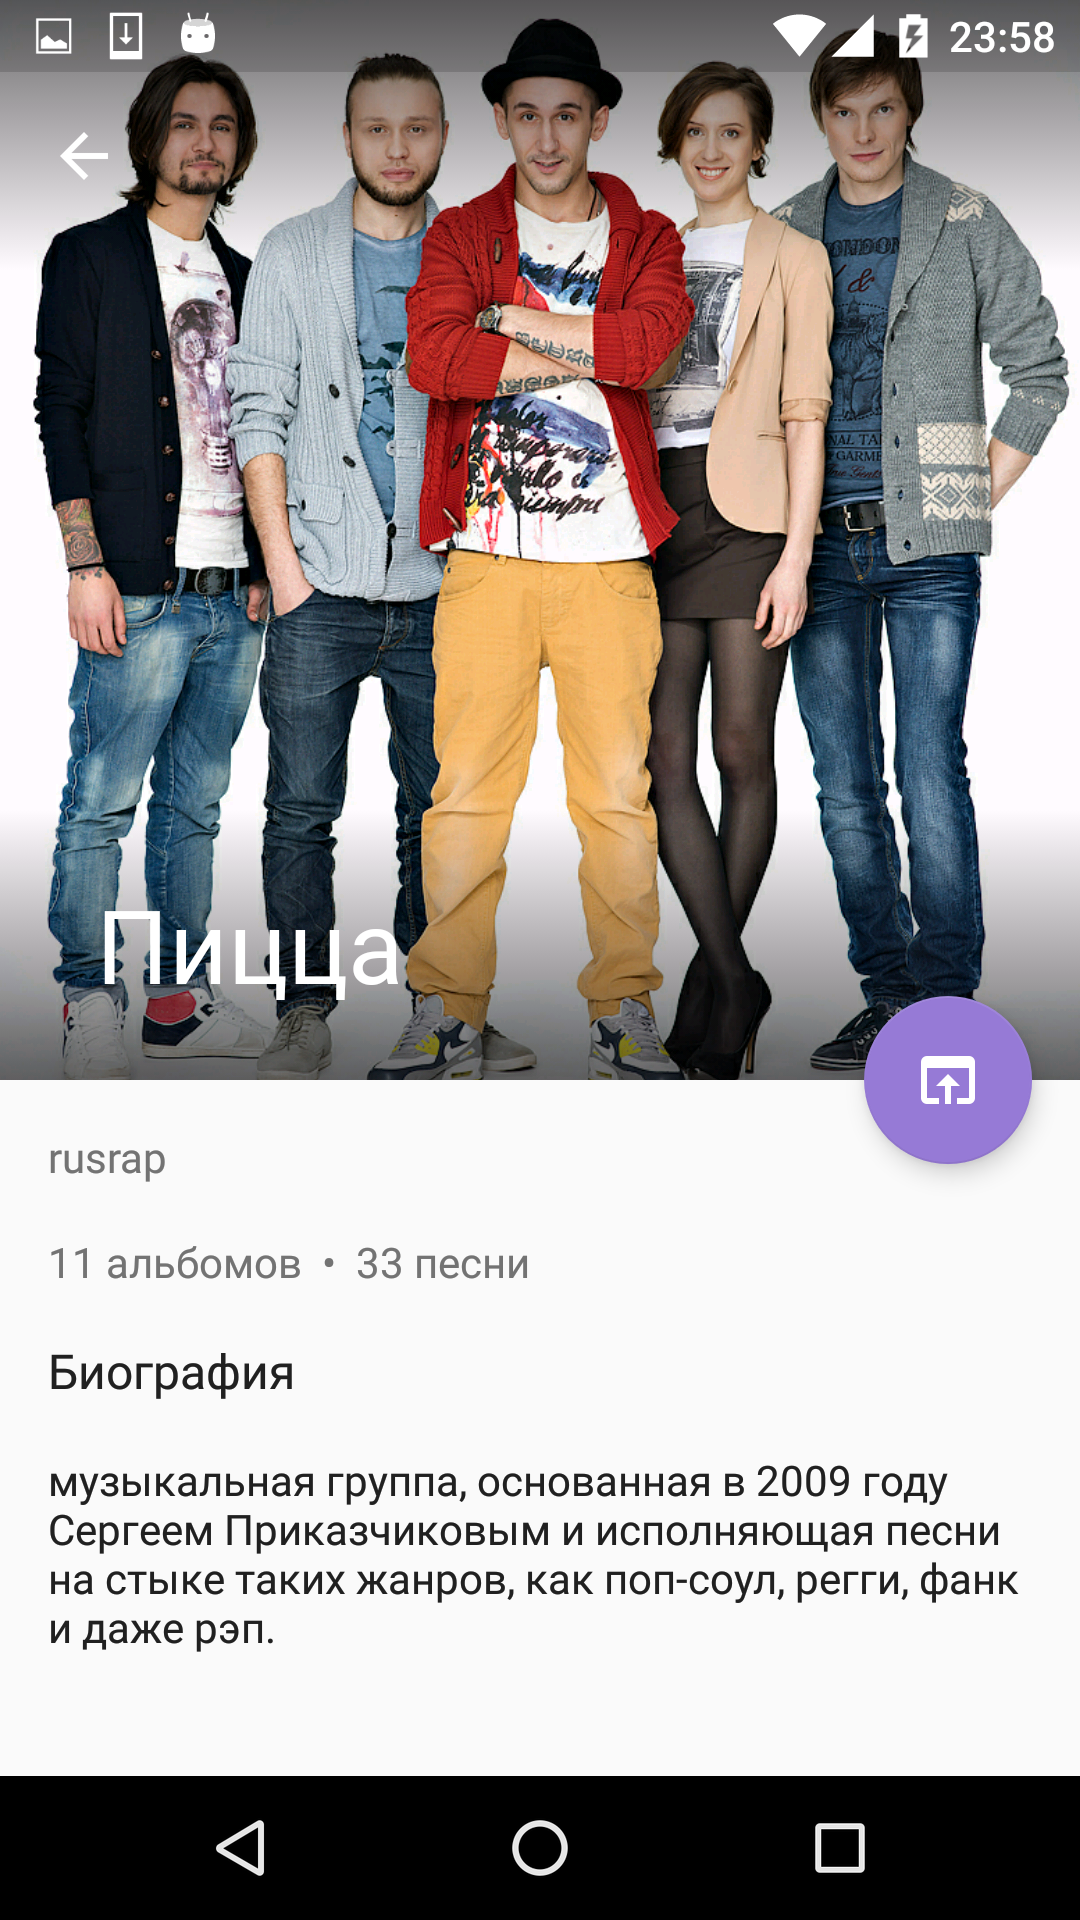 23:58
LONDON
&
Пицца
rusrap
11 альбомов • 33 песни
Биография
музыкальная группа, основанная в 2009 году
Сергеем Приказчиковым и исполняющая песни
на стыке таких жанров, как поп-соул, регги, фанк
и даже рэп.